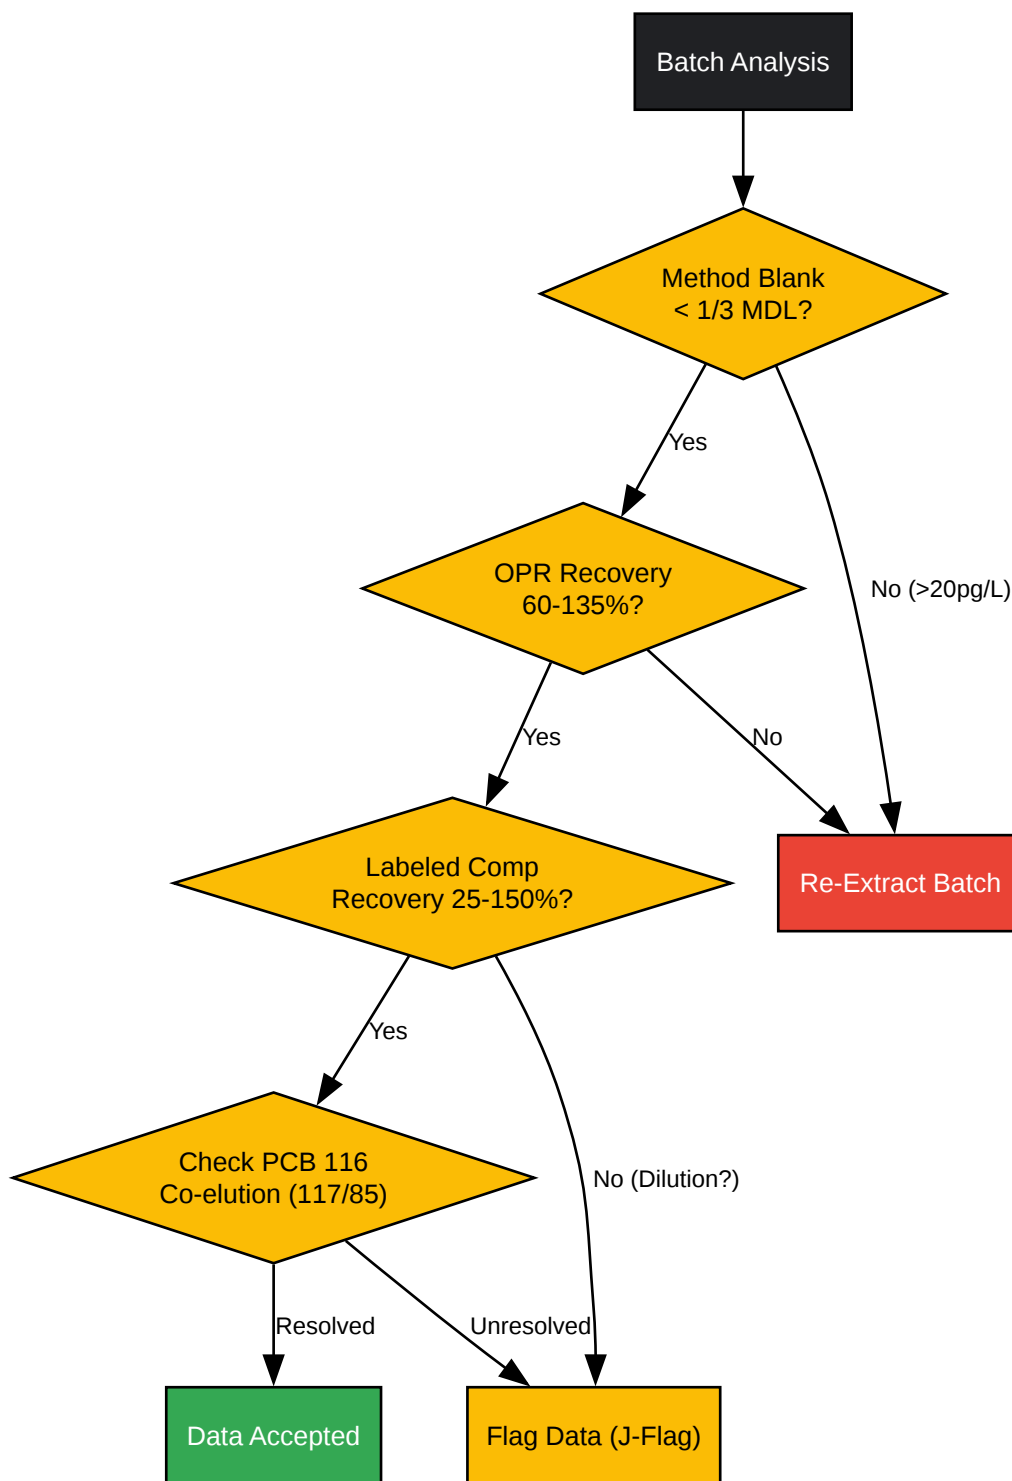 Batch Analysis
Method Blank
< 1/3 MDL?
Yes
No (>20pg/L)
OPR Recovery
60-135%?
Yes
No
Labeled Comp
Recovery 25-150%?
Re-Extract Batch
Yes
No (Dilution?)
Check PCB 116
Co-elution (117/85)
Resolved
Unresolved
Data Accepted
Flag Data (J-Flag)